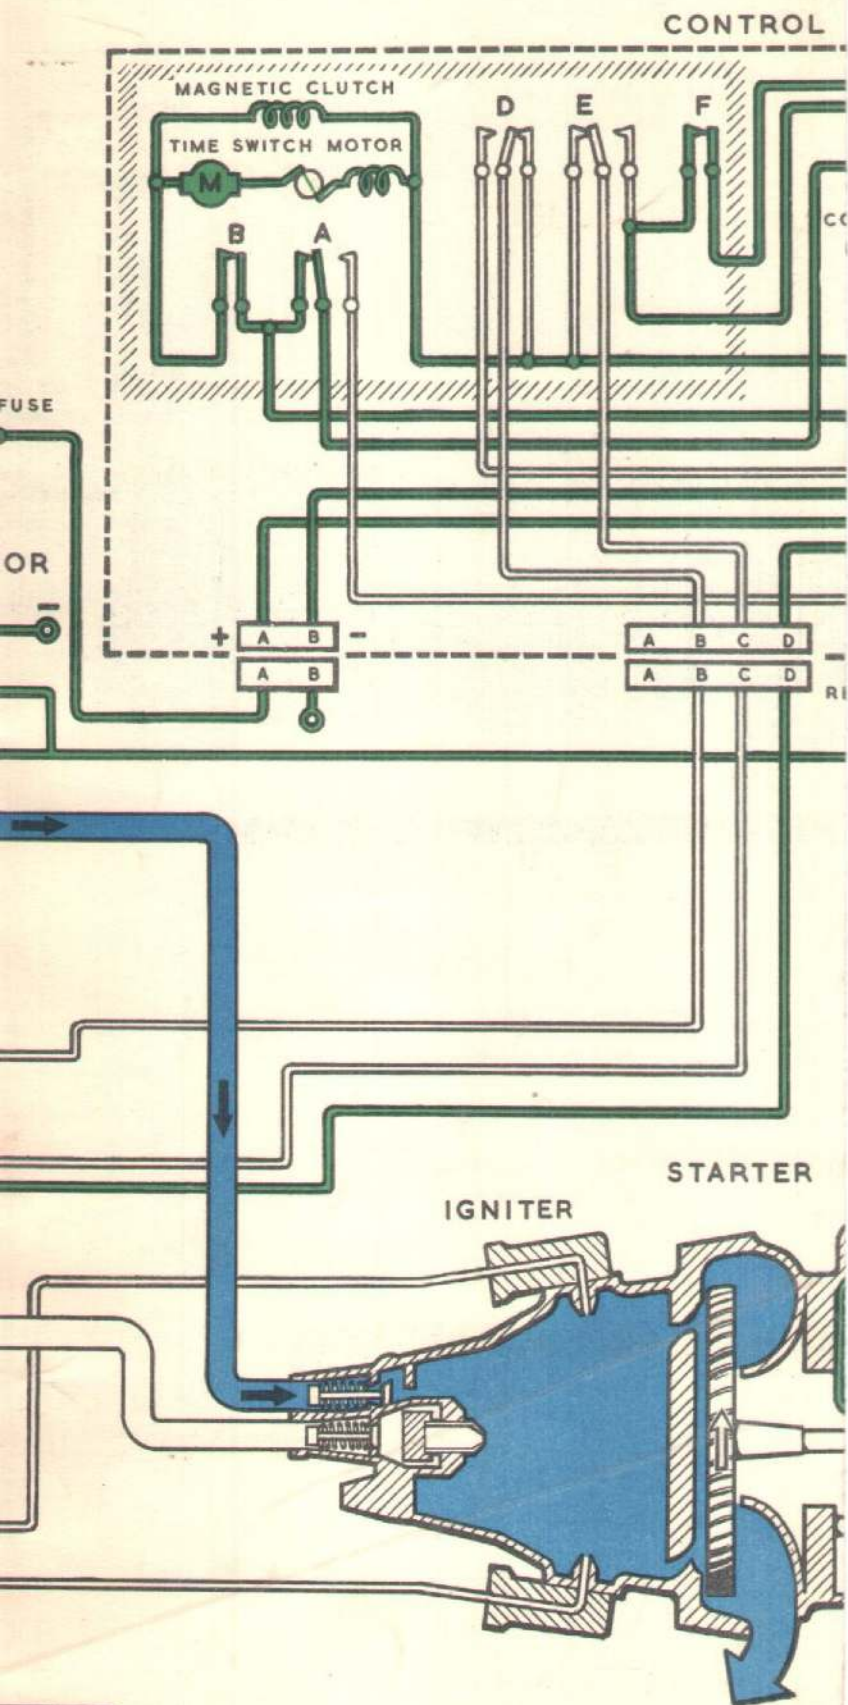 CONTROL
MAGNETIC CLUTCH
D E F
TIME SWITCH MOTOR
M
B A
FUSE
OR
–
+ A B –
A B C D
A B
A B C D
STARTER
IGNITER